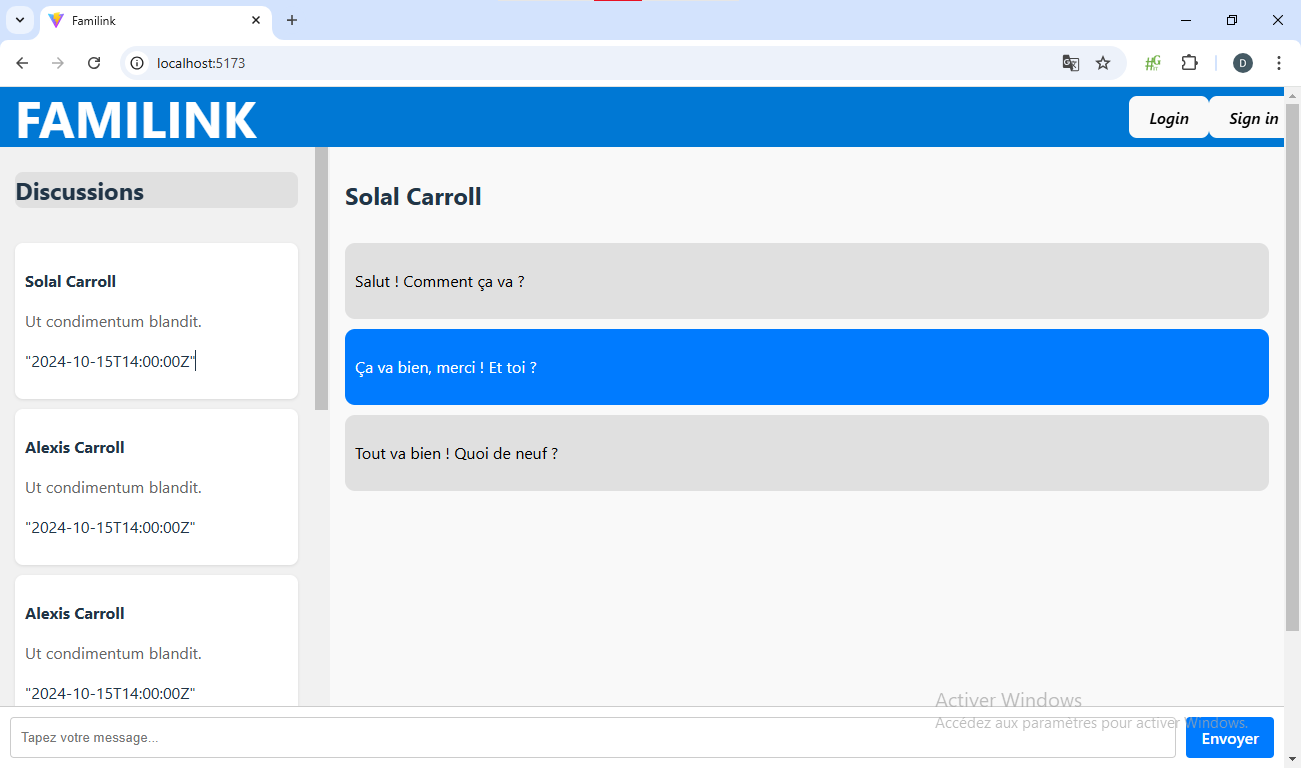 Familink
localhost:5173
D
FAMILINK
Login
Sign in
Discussions
Solal Carroll
Ut condimentum blandit.
"2024-10-15T14:00:00Z"
Alexis Carroll
Ut condimentum blandit.
"2024-10-15T14:00:00Z"
Alexis Carroll
Ut condimentum blandit.
"2024-10-15T14:00:00Z"
Solal Carroll
Salut ! Comment ça va ?
Ça va bien, merci ! Et toi ?
Tout va bien ! Quoi de neuf ?
Activer Windows
Accédez aux paramètres pour activer Windows.
Tapez votre message...
Envoyer